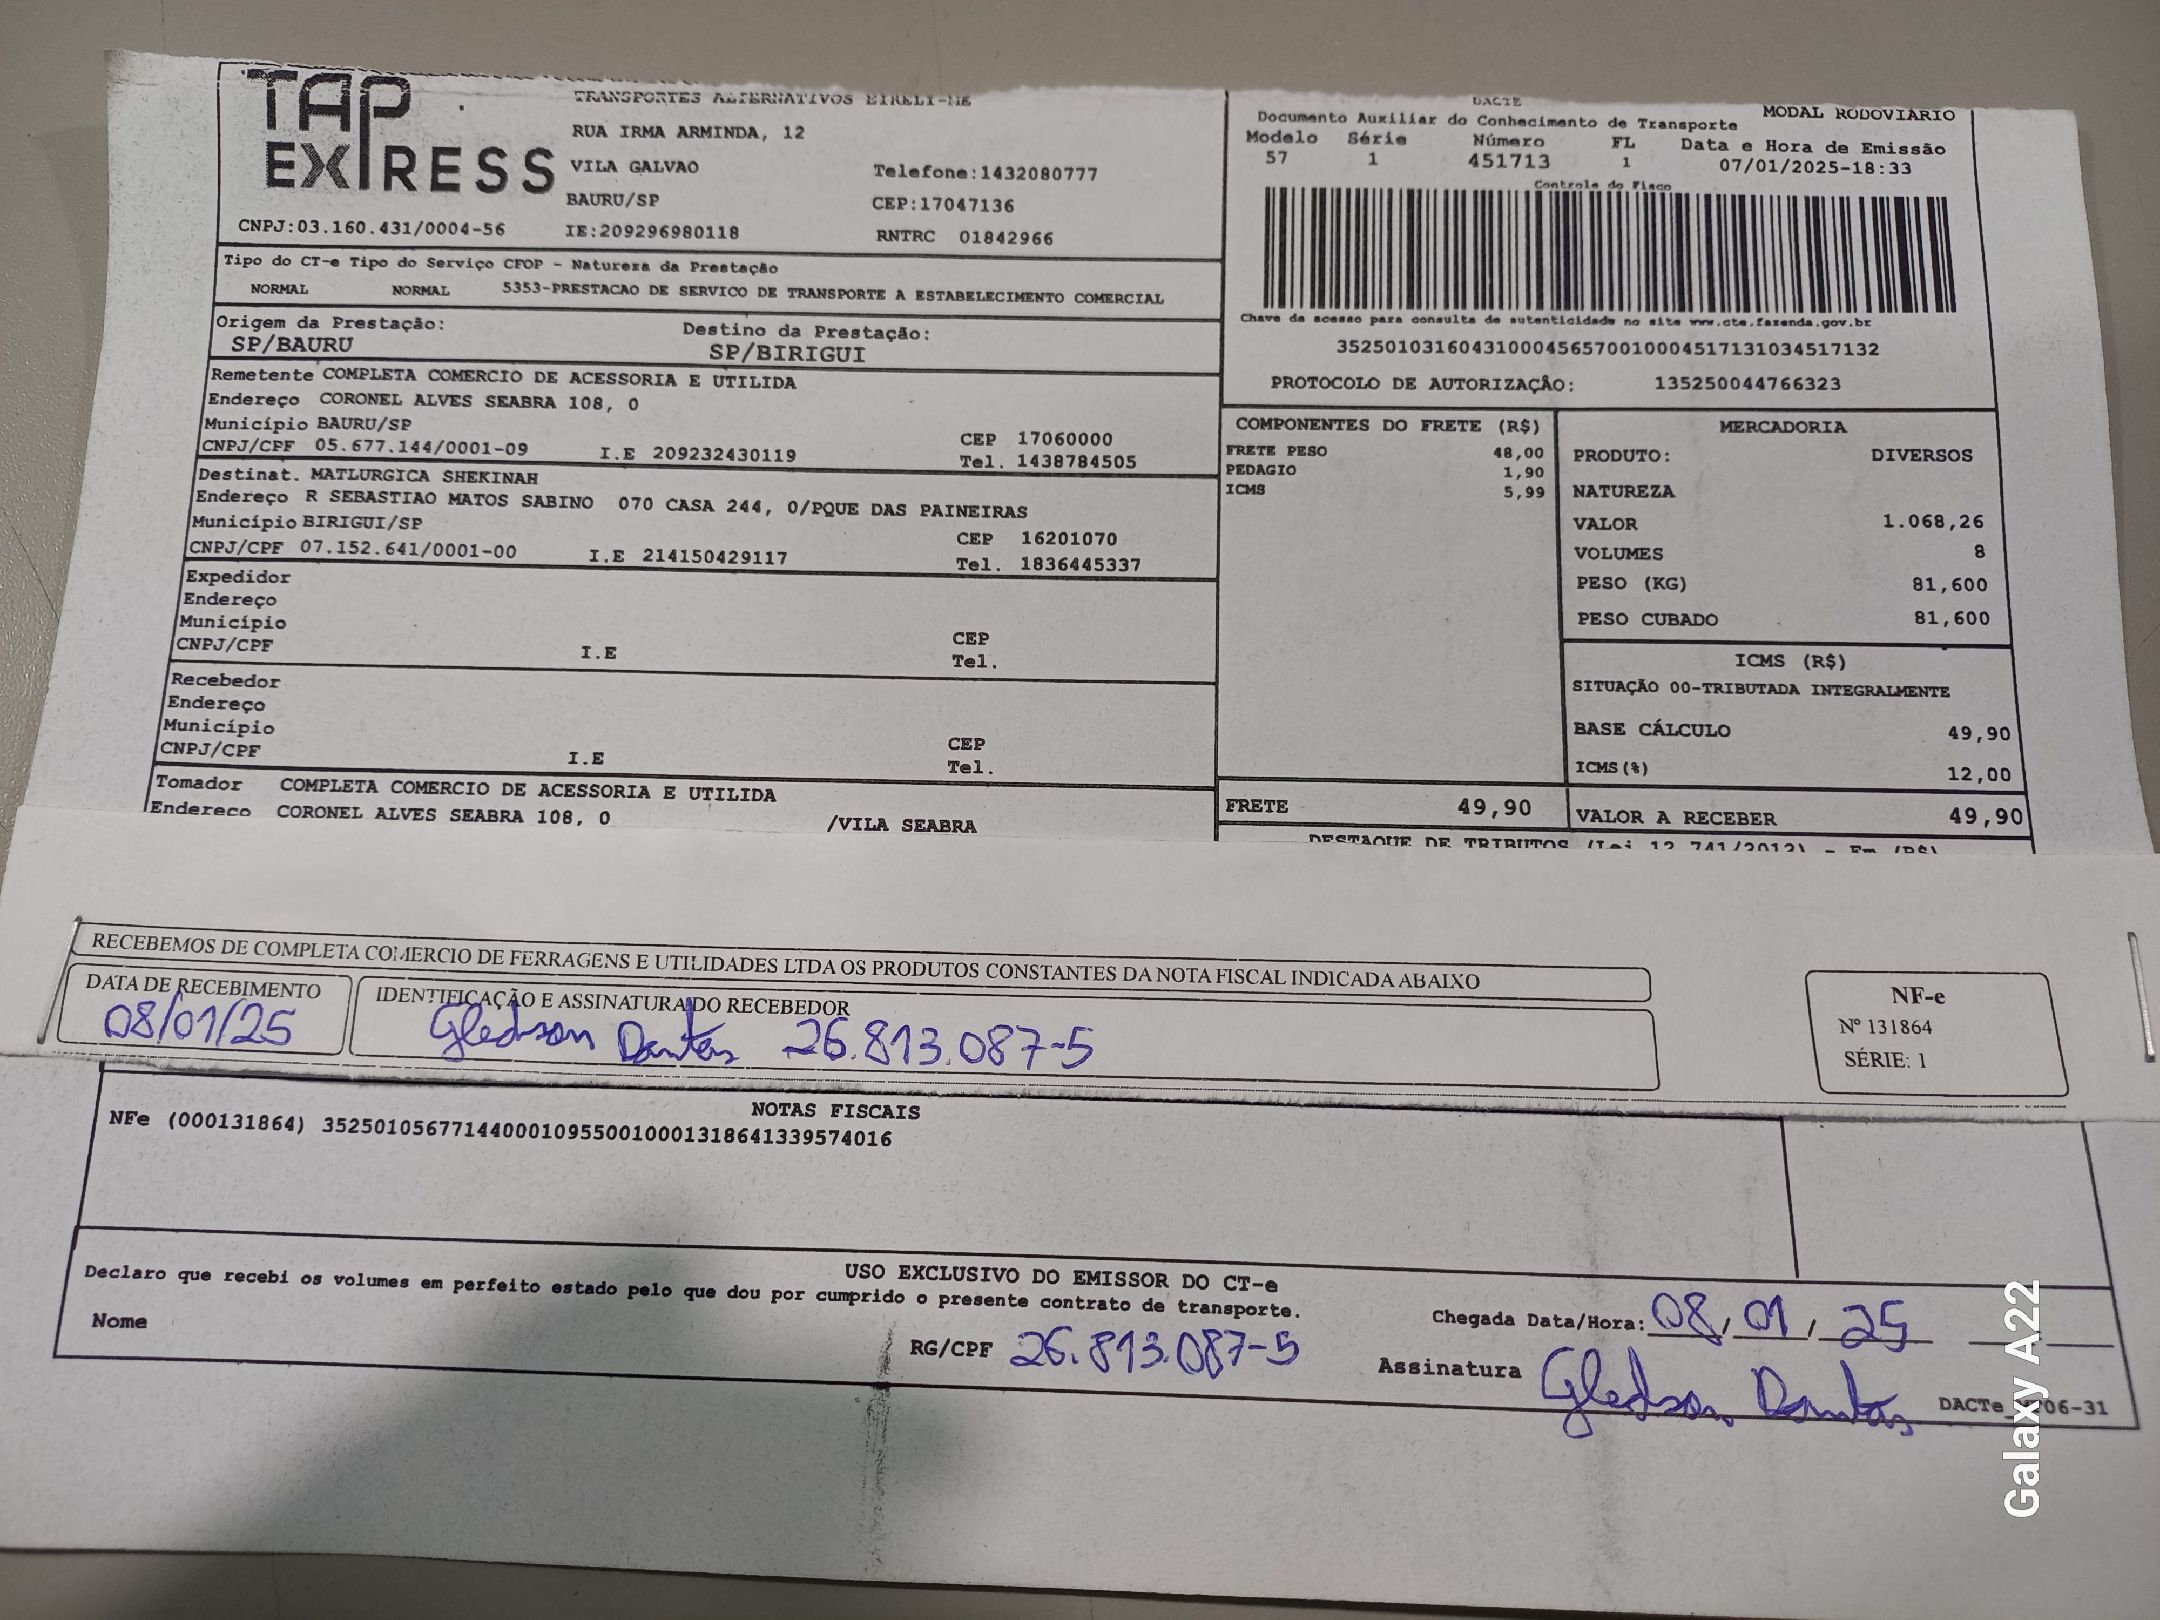 TAP EXPRESS
TRANSPORTES ALTERNATIVOS EIRELI-ME
RUA IRMA ARMINDA, 12
VILA GALVAO Telefone:1432080777
BAURU/SP CEP:17047136
CNPJ:03.160.431/0004-56 IE:209296980118 RNTRC 01842966
DACTE MODAL RODOVIÁRIO
Documento Auxiliar do Conhecimento de Transporte
Modelo Série Número FL Data e Hora de Emissão
57 1 451713 1 07/01/2025-18:33
Controle do Fisco
Chave de acesso para consulta de autenticidade no site www.cte.fazenda.gov.br
35250103160431000456570010004517131034517132
PROTOCOLO DE AUTORIZAÇÃO: 135250044766323
Tipo do CT-e Tipo do Serviço CFOP - Natureza da Prestação
NORMAL NORMAL 5353-PRESTACAO DE SERVICO DE TRANSPORTE A ESTABELECIMENTO COMERCIAL
Origem da Prestação: Destino da Prestação:
SP/BAURU SP/BIRIGUI
Remetente COMPLETA COMERCIO DE ACESSORIA E UTILIDA
Endereço CORONEL ALVES SEABRA 108, 0
Município BAURU/SP CEP 17060000
CNPJ/CPF 05.677.144/0001-09 I.E 209232430119 Tel. 1438784505
Destinat. MATLURGICA SHEKINAH
Endereço R SEBASTIAO MATOS SABINO 070 CASA 244, 0/PQUE DAS PAINEIRAS
Município BIRIGUI/SP CEP 16201070
CNPJ/CPF 07.152.641/0001-00 I.E 214150429117 Tel. 1836445337
Expedidor
Endereço
Município CEP
CNPJ/CPF I.E Tel.
Recebedor
Endereço
Município CEP
CNPJ/CPF I.E Tel.
Tomador COMPLETA COMERCIO DE ACESSORIA E UTILIDA
Endereço CORONEL ALVES SEABRA 108, 0 /VILA SEABRA
COMPONENTES DO FRETE (R$)
FRETE PESO 48,00
PEDAGIO 1,90
ICMS 5,99
MERCADORIA
PRODUTO: DIVERSOS
NATUREZA
VALOR 1.068,26
VOLUMES 8
PESO (KG) 81,600
PESO CUBADO 81,600
ICMS (R$)
SITUAÇÃO 00-TRIBUTADA INTEGRALMENTE
BASE CÁLCULO 49,90
ICMS(%) 12,00
FRETE 49,90 VALOR A RECEBER 49,90
DESTAQUE DE TRIBUTOS (Lei 12.741/2012) - Em (R$)
RECEBEMOS DE COMPLETA COMERCIO DE FERRAGENS E UTILIDADES LTDA OS PRODUTOS CONSTANTES DA NOTA FISCAL INDICADA ABAIXO
DATA DE RECEBIMENTO IDENTIFICAÇÃO E ASSINATURA DO RECEBEDOR
08/01/25 Gledson Dantas 26.813.087-5
NF-e
Nº 131864
SÉRIE: 1
NOTAS FISCAIS
NFe (000131864) 35250105677144000109550010001318641339574016
USO EXCLUSIVO DO EMISSOR DO CT-e
Declaro que recebi os volumes em perfeito estado pelo que dou por cumprido o presente contrato de transporte.
Chegada Data/Hora: 08/01/25
Nome RG/CPF 26.813.087-5 Assinatura Gledson Dantas
DACTe 06-31
Galaxy A22